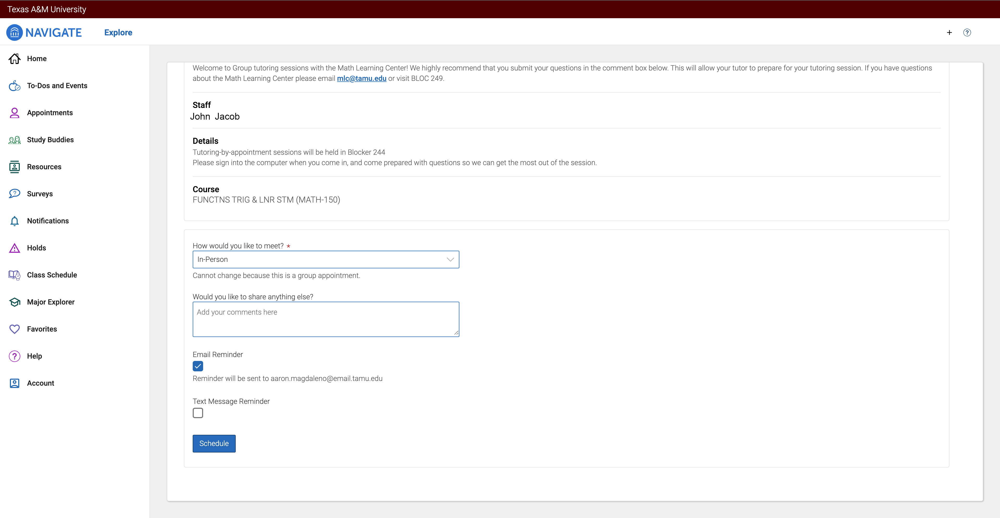 Texas A&M University
NAVIGATE
Explore
+
?
Home
To-Dos and Events
Appointments
Study Buddies
Resources
Surveys
Notifications
Holds
Class Schedule
Major Explorer
Favorites
Help
Account
Welcome to Group tutoring sessions with the Math Learning Center! We highly recommend that you submit your questions in the comment box below. This will allow your tutor to prepare for your tutoring session. If you have questions
about the Math Learning Center please email mlc@tamu.edu or visit BLOC 249.
Staff
John Jacob
Details
Tutoring-by-appointment sessions will be held in Blocker 244
Please sign into the computer when you come in, and come prepared with questions so we can get the most out of the session.
Course
FUNCTNS TRIG & LNR STM (MATH-150)
How would you like to meet? *
In-Person
Cannot change because this is a group appointment.
Would you like to share anything else?
Add your comments here
Email Reminder
Reminder will be sent to aaron.magdaleno@email.tamu.edu
Text Message Reminder
Schedule